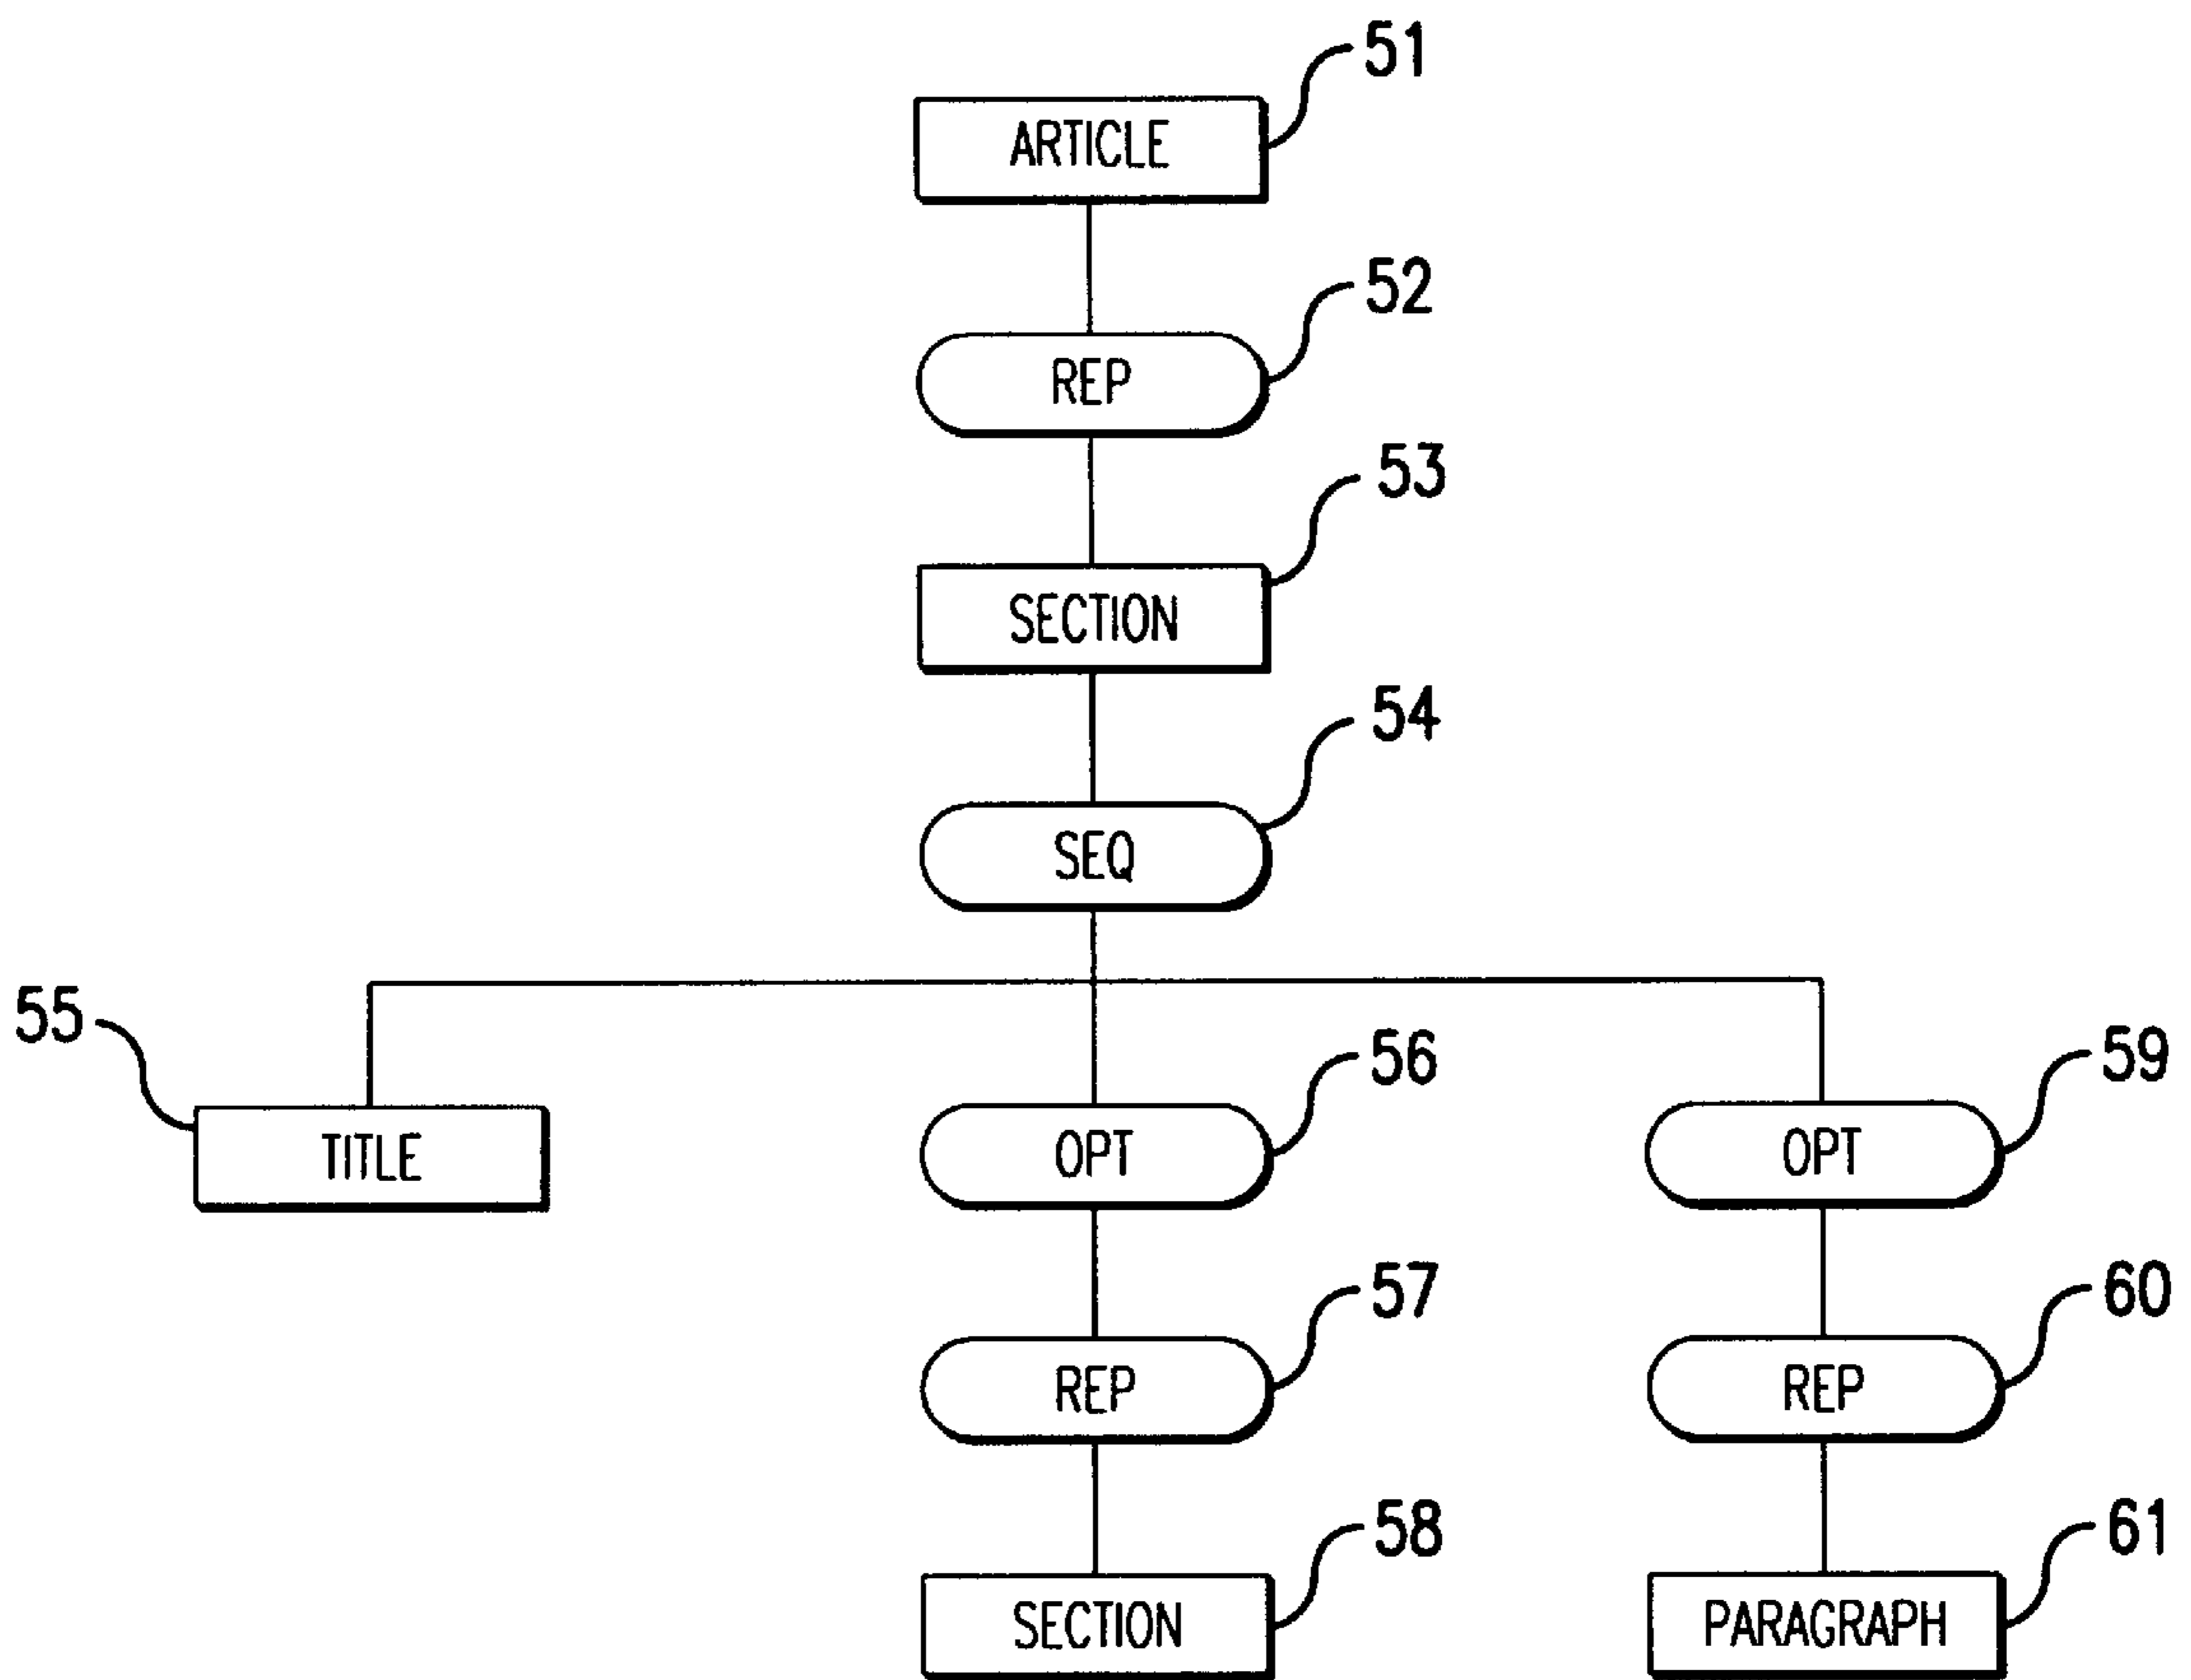 51
ARTICLE
52
REP
53
SECTION
54
SEQ
55
56
59
TITLE
OPT
OPT
57
60
REP
REP
58
61
SECTION
PARAGRAPH